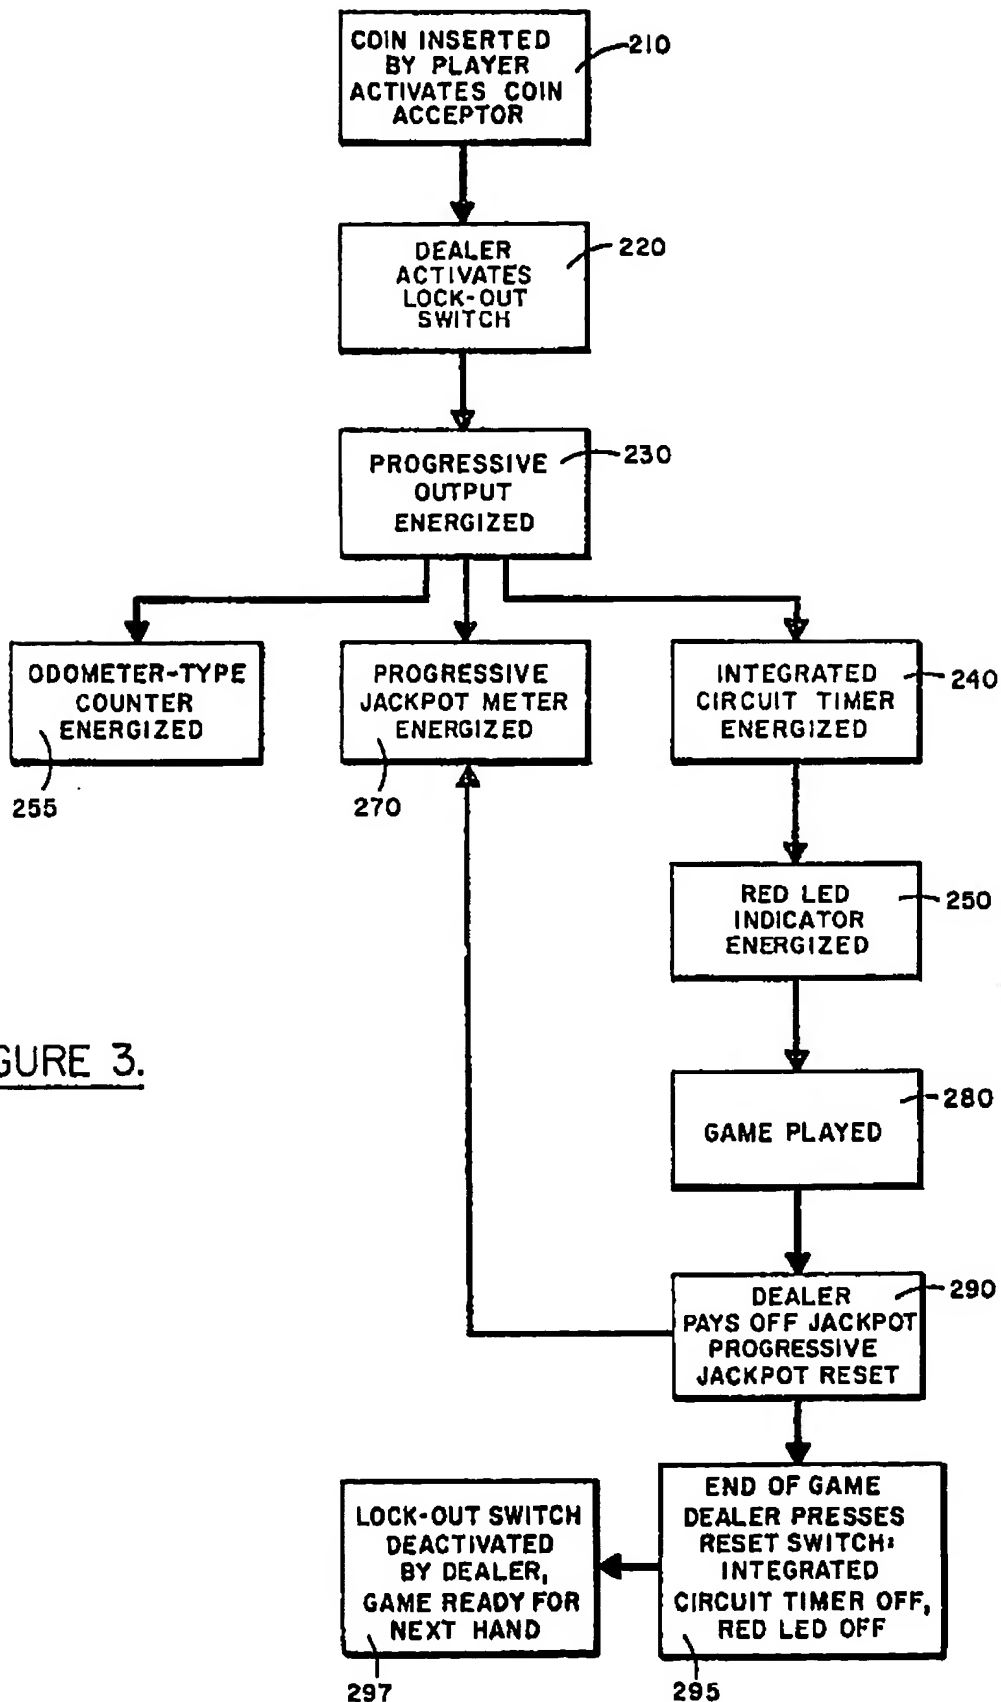 COIN INSERTED
BY PLAYER
ACTIVATES COIN
ACCEPTOR
210
DEALER
ACTIVATES
LOCK-OUT
SWITCH
220
PROGRESSIVE
OUTPUT
ENERGIZED
230
ODOMETER-TYPE
COUNTER
ENERGIZED
255
PROGRESSIVE
JACKPOT METER
ENERGIZED
270
INTEGRATED
CIRCUIT TIMER
ENERGIZED
240
RED LED
INDICATOR
ENERGIZED
250
GURE 3.
GAME PLAYED
280
DEALER
PAYS OFF JACKPOT
PROGRESSIVE
JACKPOT RESET
290
END OF GAME
DEALER PRESSES
RESET SWITCH:
INTEGRATED
CIRCUIT TIMER OFF,
RED LED OFF
295
LOCK-OUT SWITCH
DEACTIVATED
BY DEALER,
GAME READY FOR
NEXT HAND
297